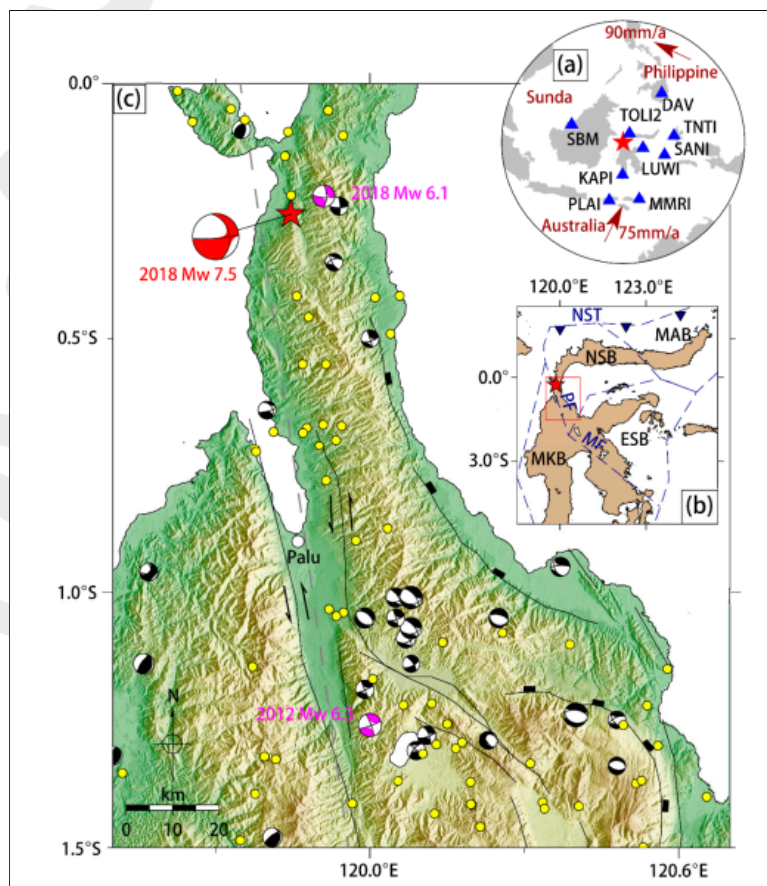 90mm/a
(a)
Philippine
Sunda
DAV
TOLI2
TNTI
SBM
SANI
LUWI
KAPI
PLAI
MMRI
Australia
75mm/a
(c)
0.0°
2018 Mw 6.1
2018 Mw 7.5
0.5°S
Palu
1.0°S
2012 Mw 6.3
N
km
0 10 20
1.5°S
120.0°E
120.6°E
120.0°E
123.0°E
NST
MAB
NSB
0.0°
PF
MF
ESB
MKB
3.0°S
(b)